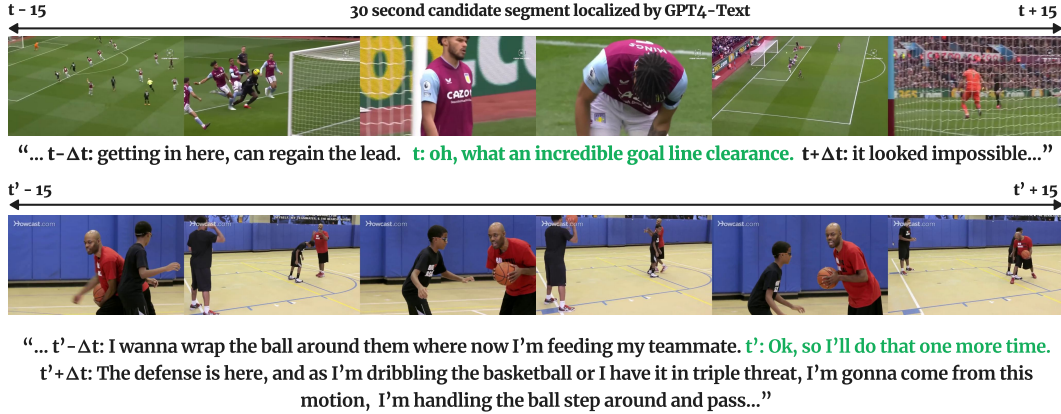 t - 15 30 second candidate segment localized by GPT4-Text t + 15
CAZOO
MINGS
“... t-Δt: getting in here, can regain the lead. t: oh, what an incredible goal line clearance. t+Δt: it looked impossible...”
t’ - 15 t’ + 15
Howcast.com Howcast.com Howcast.com
“... t’-Δt: I wanna wrap the ball around them where now I’m feeding my teammate. t’: Ok, so I’ll do that one more time.
t’+Δt: The defense is here, and as I’m dribbling the basketball or I have it in triple threat, I’m gonna come from this
motion, I’m handling the ball step around and pass...”